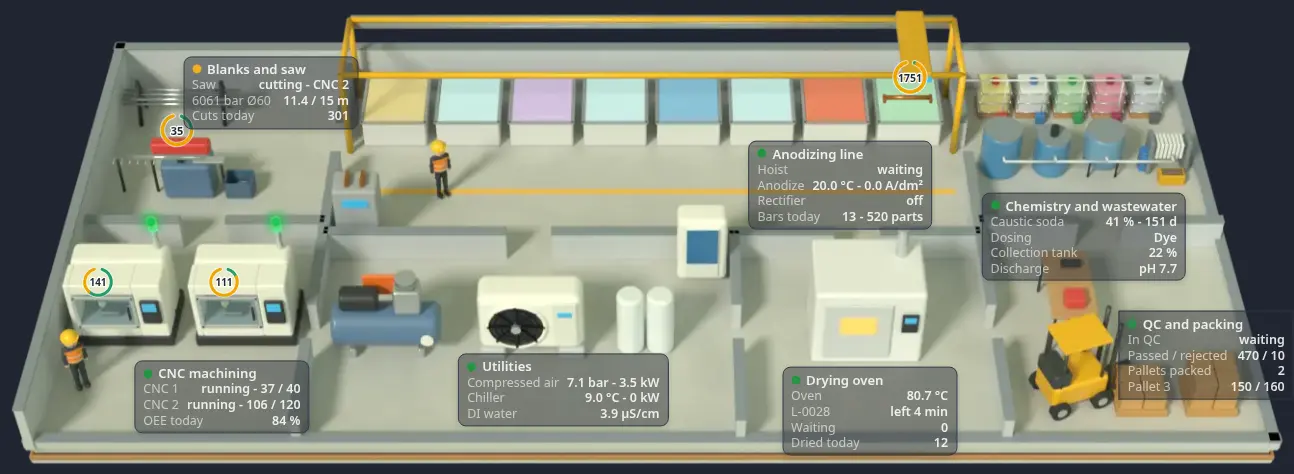 Blanks and saw
Saw cutting - CNC 2
6061 bar Ø60 11.4 / 15 m
Cuts today 301
35
1751
Anodizing line
Hoist waiting
Anodize 20.0 °C - 0.0 A/dm²
Rectifier off
Bars today 13 - 520 parts
Chemistry and wastewater
Caustic soda 41 % - 151 d
Dosing Dye
Collection tank 22 %
Discharge pH 7.7
141
111
CNC machining
CNC 1 running - 37 / 40
CNC 2 running - 106 / 120
OEE today 84 %
Utilities
Compressed air 7.1 bar - 3.5 kW
Chiller 9.0 °C - 0 kW
DI water 3.9 µS/cm
Drying oven
Oven 80.7 °C
L-0028 left 4 min
Waiting 0
Dried today 12
QC and packing
In QC waiting
Passed / rejected 470 / 10
Pallets packed 2
Pallet 3 150 / 160